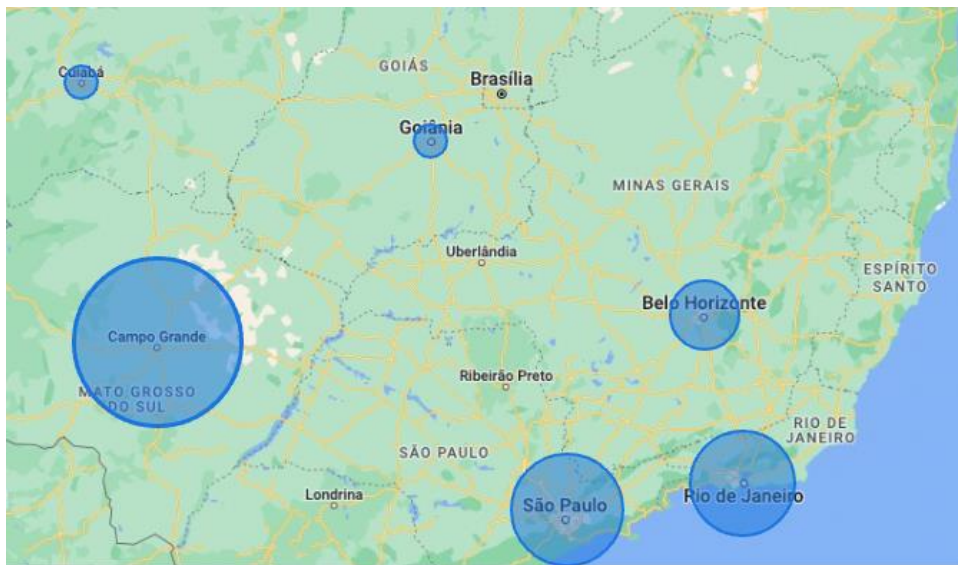 Cuiabá
GOIÁS
Brasília
Goiânia
MINAS GERAIS
Uberlândia
ESPÍRITO
SANTO
Belo Horizonte
Campo Grande
Ribeirão Preto
MATO GROSSO
DO SUL
RIO DE
JANEIRO
SÃO PAULO
Londrina
São Paulo
Rio de Janeiro